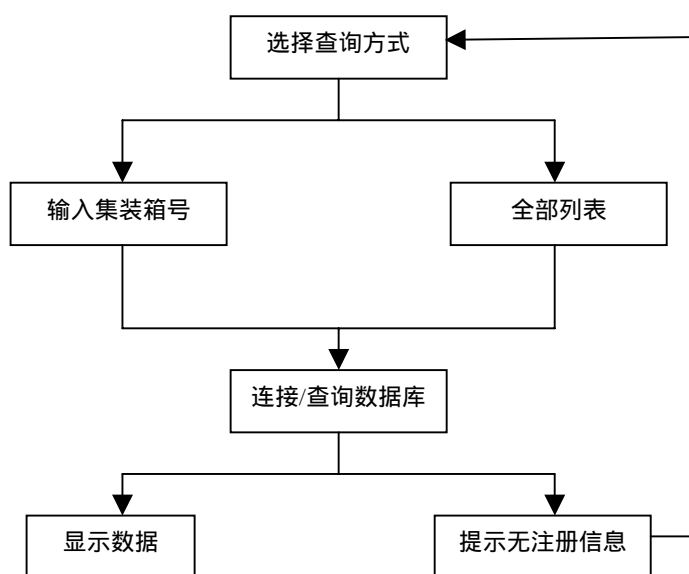 选择查询方式
输入集装箱号
全部列表
连接/查询数据库
显示数据
提示无注册信息